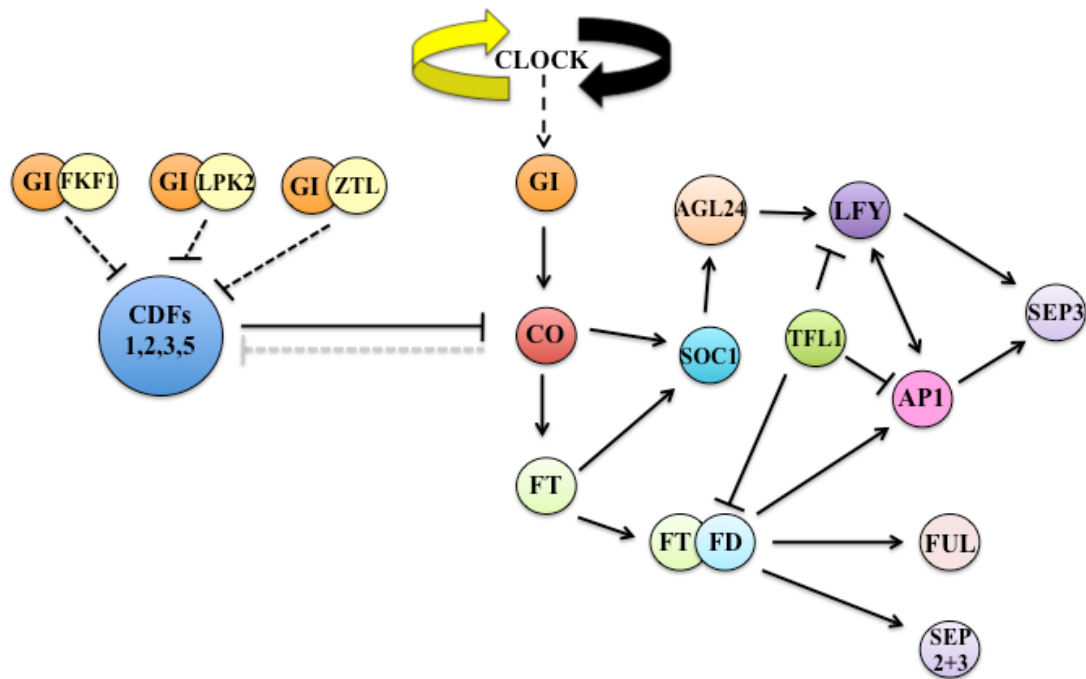 CLOCK
GI FKF1
GI LPK2
GI ZTL
GI
AGL24
LFY
CDFs
1,2,3,5
CO
SOC1
TFL1
SEP3
AP1
FT
FT FD
FUL
SEP
2+3